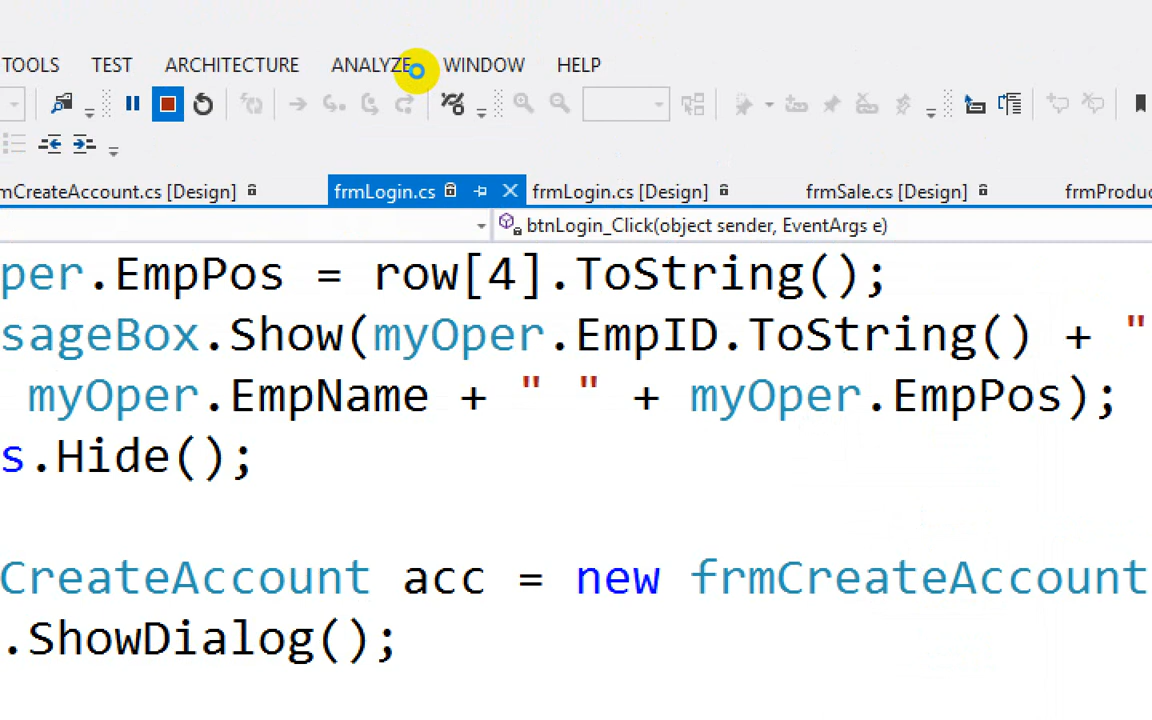 TOOLS TEST ARCHITECTURE ANALYZE WINDOW HELP
mCreateAccount.cs [Design] frmLogin.cs frmLogin.cs [Design] frmSale.cs [Design] frmProduc
btnLogin_Click(object sender, EventArgs e)
per.EmpPos = row[4].ToString();
sageBox.Show(myOper.EmpID.ToString() + "
myOper.EmpName + " " + myOper.EmpPos);
s.Hide();
CreateAccount acc = new frmCreateAccount
.ShowDialog();